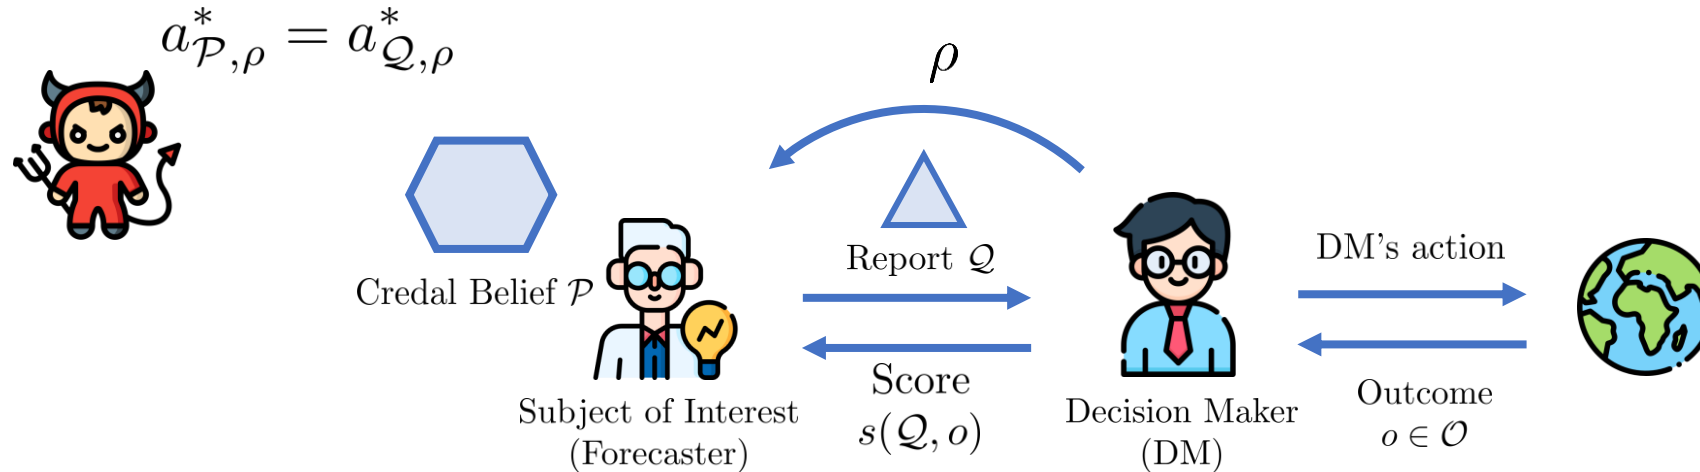 a*𝒫,ρ = a*𝒬,ρ
ρ
Credal Belief 𝒫
Report 𝒬
Score
s(𝒬, o)
Subject of Interest
(Forecaster)
Decision Maker
(DM)
DM's action
Outcome
o ∈ 𝒪